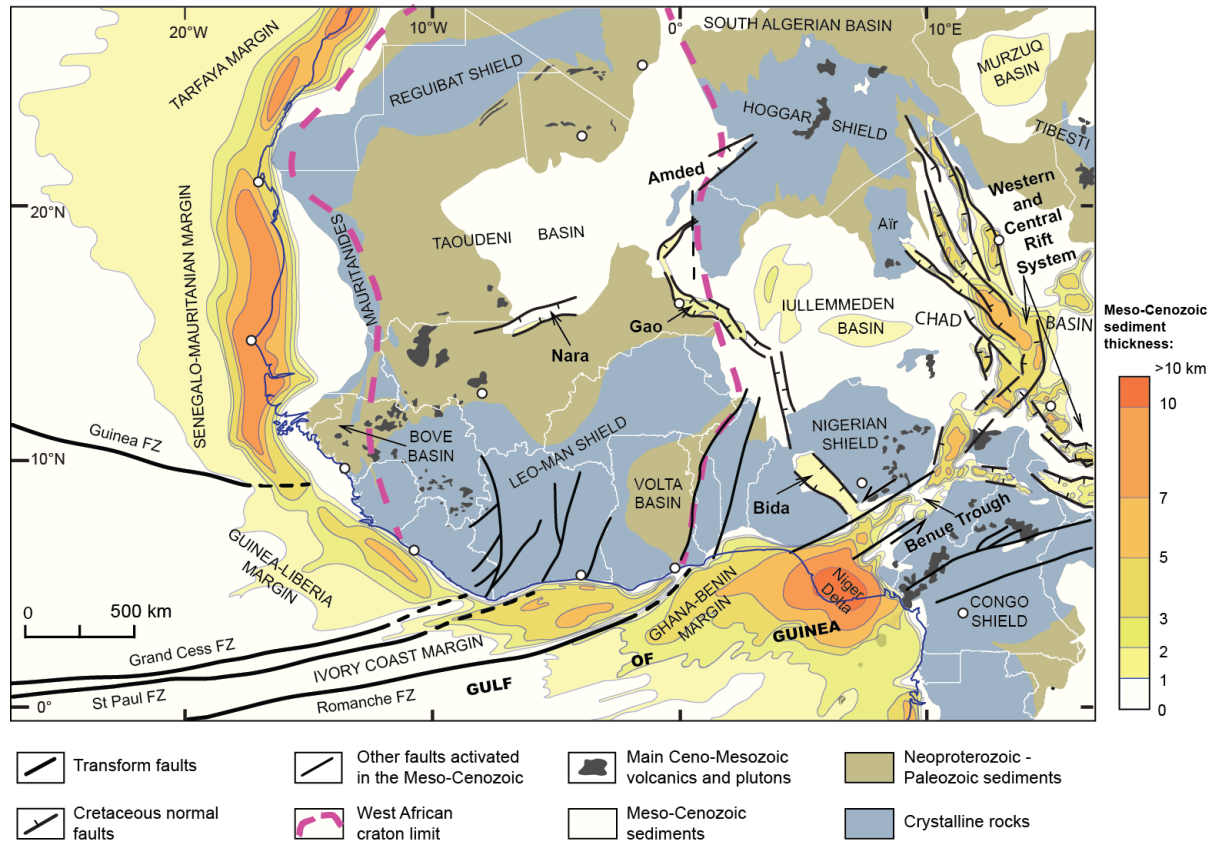 20°W
10°W
0°
10°E
SOUTH ALGERIAN BASIN
TARFAYA MARGIN
REGUIBAT SHIELD
MURZUQ
BASIN
HOGGAR
SHIELD
TIBESTI
Amded
Western
and
Central
Rift
System
20°N
Aïr
MAURITANIDES
TAOUDENI BASIN
SENEGALO-MAURITANIAN MARGIN
IULLEMMEDEN
BASIN
CHAD
BASIN
Gao
Nara
Meso-Cenozoic
sediment
thickness:
>10 km
10
7
5
3
2
1
0
Guinea FZ
BOVE
BASIN
LEO-MAN SHIELD
NIGERIAN
SHIELD
10°N
VOLTA
BASIN
Bida
Benue Trough
GUINEA-LIBERIA
MARGIN
Niger
Delta
GHANA-BENIN
MARGIN
CONGO
SHIELD
0 500 km
GULF
OF
GUINEA
Grand Cess FZ
IVORY COAST MARGIN
St Paul FZ
Romanche FZ
0°
Transform faults
Other faults activated
in the Meso-Cenozoic
Main Ceno-Mesozoic
volcanics and plutons
Neoproterozoic -
Paleozoic sediments
Cretaceous normal
faults
West African
craton limit
Meso-Cenozoic
sediments
Crystalline rocks